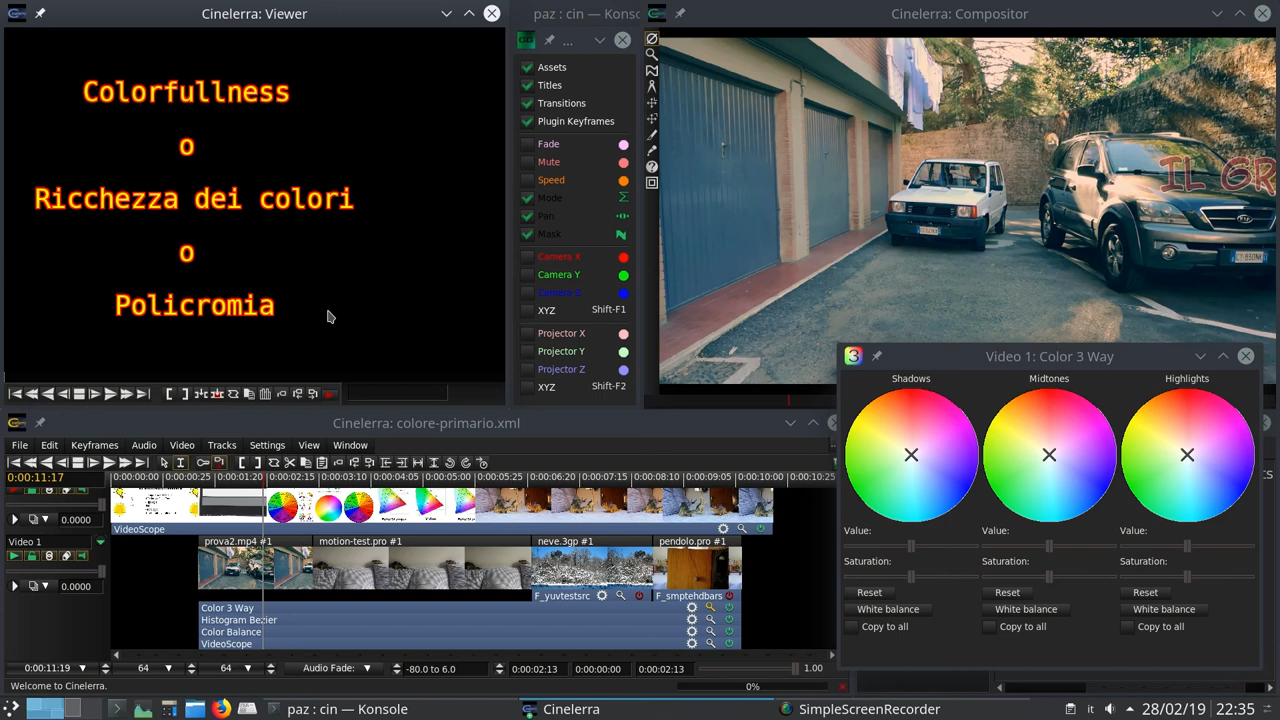 Cinelerra: Viewer
paz : cin — Konsc
Cinelerra: Compositor
...
Colorfullness
o
Ricchezza dei colori
o
Policromia
Assets
Titles
Transitions
Plugin Keyframes
Fade
Mute
Speed
Mode
Pan
Mask
Camera X
Camera Y
Camera Z
XYZ Shift-F1
Projector X
Projector Y
Projector Z
XYZ Shift-F2
IL GR
KIA
Video 1: Color 3 Way
Shadows Midtones Highlights
Value: Value: Value:
Saturation: Saturation: Saturation:
Reset Reset Reset
White balance White balance White balance
Copy to all Copy to all Copy to all
Cinelerra: colore-primario.xml
File Edit Keyframes Audio Video Tracks Settings View Window
0:00:11:17
0:00:00:00 0:00:00:25 0:00:01:20 0:00:02:15 0:00:03:10 0:00:04:05 0:00:05:00 0:00:05:25 0:00:06:20 0:00:07:15 0:00:08:10 0:00:09:05 0:00:10:00 0:00:10:25
0.0000
VideoScope
Video 1
prova2.mp4 #1 motion-test.pro #1 neve.3gp #1 pendolo.pro #1
0.0000
F_yuvtestsrc F_smptehdbars
Color 3 Way
Histogram Bezier
Color Balance
VideoScope
0:00:11:19 64 64 Audio Fade: -80.0 to 6.0 0:00:02:13 0:00:00:00 0:00:02:13 1.00
Welcome to Cinelerra. 0%
paz : cin — Konsole Cinelerra SimpleScreenRecorder it 28/02/19 22:35